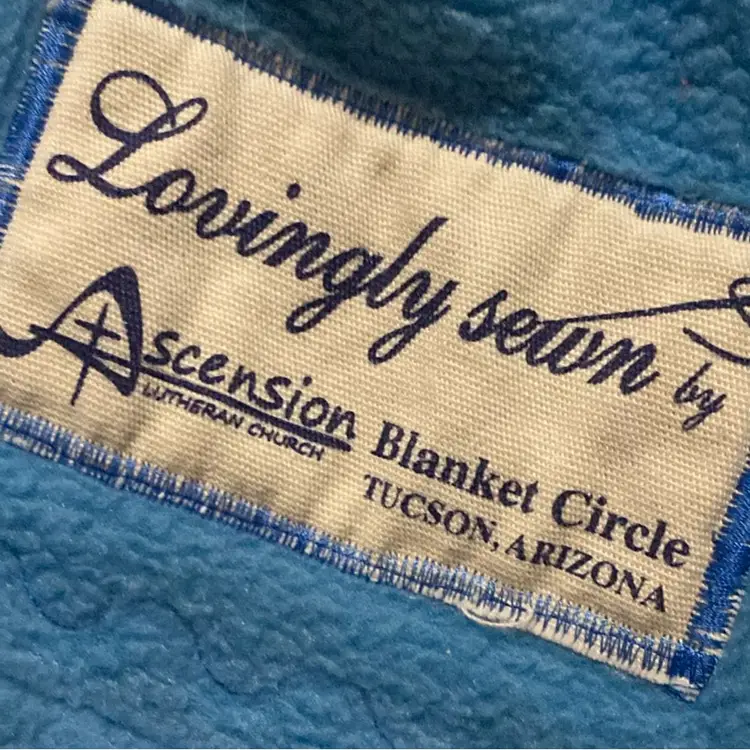 Lovingly sewn by
Ascension
LUTHERAN CHURCH
Blanket Circle
TUCSON, ARIZONA